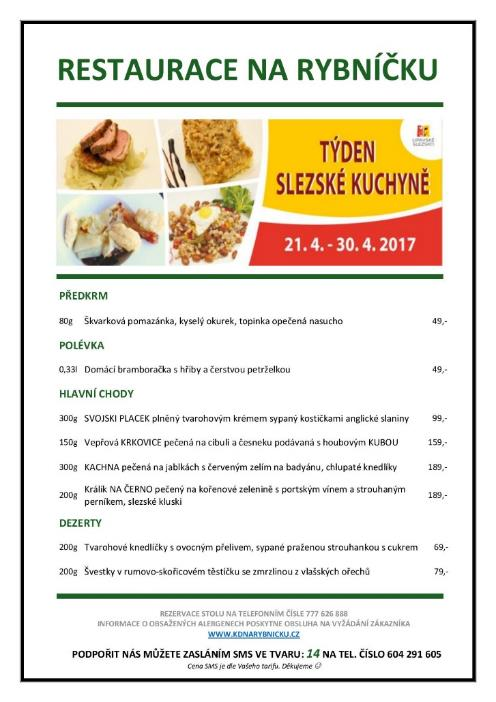 RESTAURACE NA RYBNÍČKU
OPAVSKÉ
SLEZSKO
TÝDEN
SLEZSKÉ KUCHYNĚ
21. 4. - 30. 4. 2017
PŘEDKRM
80g Škvarková pomazánka, kyselý okurek, topinka opečená nasucho 49,-
POLÉVKA
0,33l Domácí bramboračka s hřiby a čerstvou petrželkou 49,-
HLAVNÍ CHODY
300g SVOJSKI PLACEK plněný tvarohovým krémem sypaný kostičkami anglické slaniny 99,-
150g Vepřová KRKOVICE pečená na cibuli a česneku podávaná s houbovým KUBOU 159,-
300g KACHNA pečená na jablkách s červeným zelím na badyánu, chlupaté knedlíky 189,-
200g Králík NA ČERNO pečený na kořenové zelenině s portským vínem a strouhaným 189,-
perníkem, slezské kluski
DEZERTY
200g Tvarohové knedlíčky s ovocným přelivem, sypané praženou strouhankou s cukrem 69,-
200g Švestky v rumovo-skořicovém těstíčku se zmrzlinou z vlašských ořechů 79,-
REZERVACE STOLU NA TELEFONNÍM ČÍSLE 777 626 888
INFORMACE O OBSAŽENÝCH ALERGENECH POSKYTNE OBSLUHA NA VYŽÁDÁNÍ ZÁKAZNÍKA
WWW.KDNARYBNICKU.CZ
PODPOŘIT NÁS MŮŽETE ZASLÁNÍM SMS VE TVARU: 14 NA TEL. ČÍSLO 604 291 605
Cena SMS je dle Vašeho tarifu. Děkujeme ☺